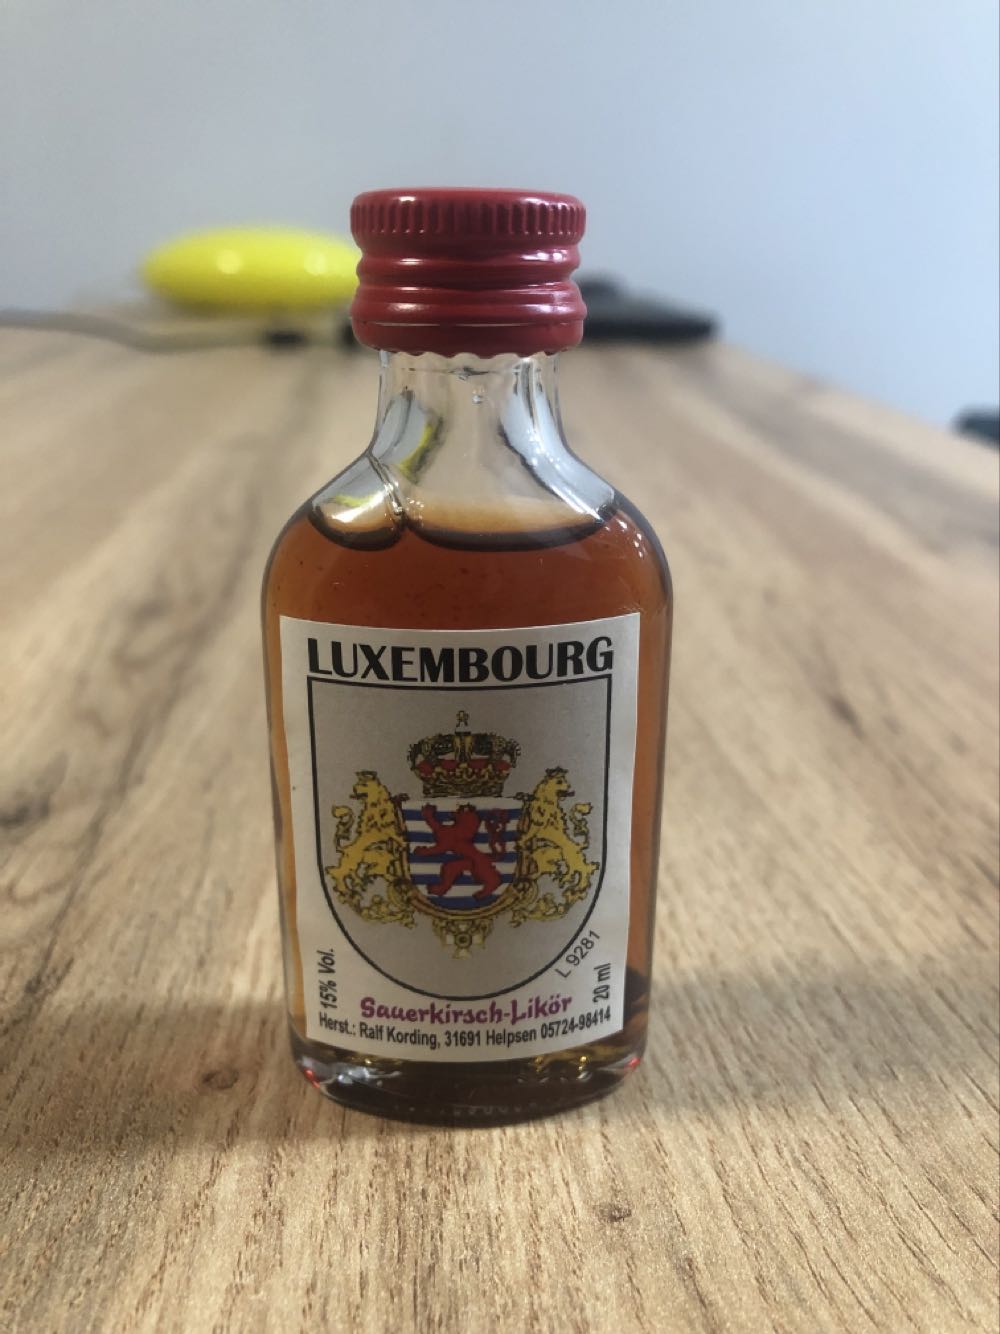 LUXEMBOURG
15% Vol.
L 9281
20 ml
Sauerkirsch-Likör
Herst.: Ralf Kording, 31691 Helpsen 05724-98414